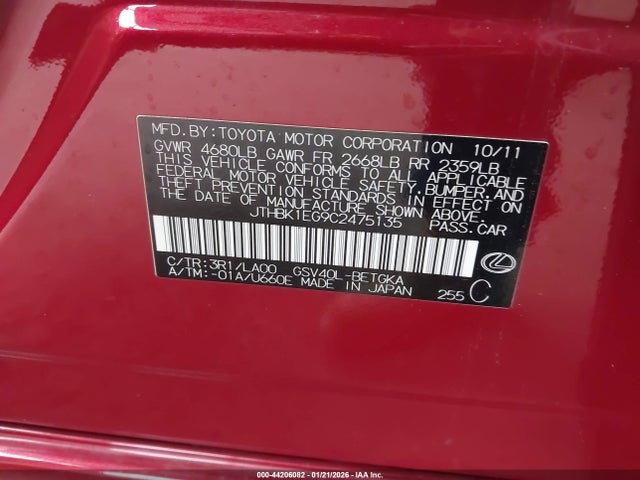 MFD.BY:TOYOTA MOTOR CORPORATION 10/11
GVWR 4680LB GAWR FR 2668LB RR 2359LB
THIS VEHICLE CONFORMS TO ALL APPLICABLE
FEDERAL MOTOR VEHICLE SAFETY, BUMPER, AND
THEFT PREVENTION STANDARDS IN EFFECT ON
THE DATE OF MANUFACTURE SHOWN ABOVE.
JTHBK1EG9C2475135 PASS.CAR
C/TR:3R1/LA00 GSV40L-BETGKA
A/TM:-01A/U660E MADE IN JAPAN 255 C
000-44206082 - 01/21/2026 - IAA Inc.